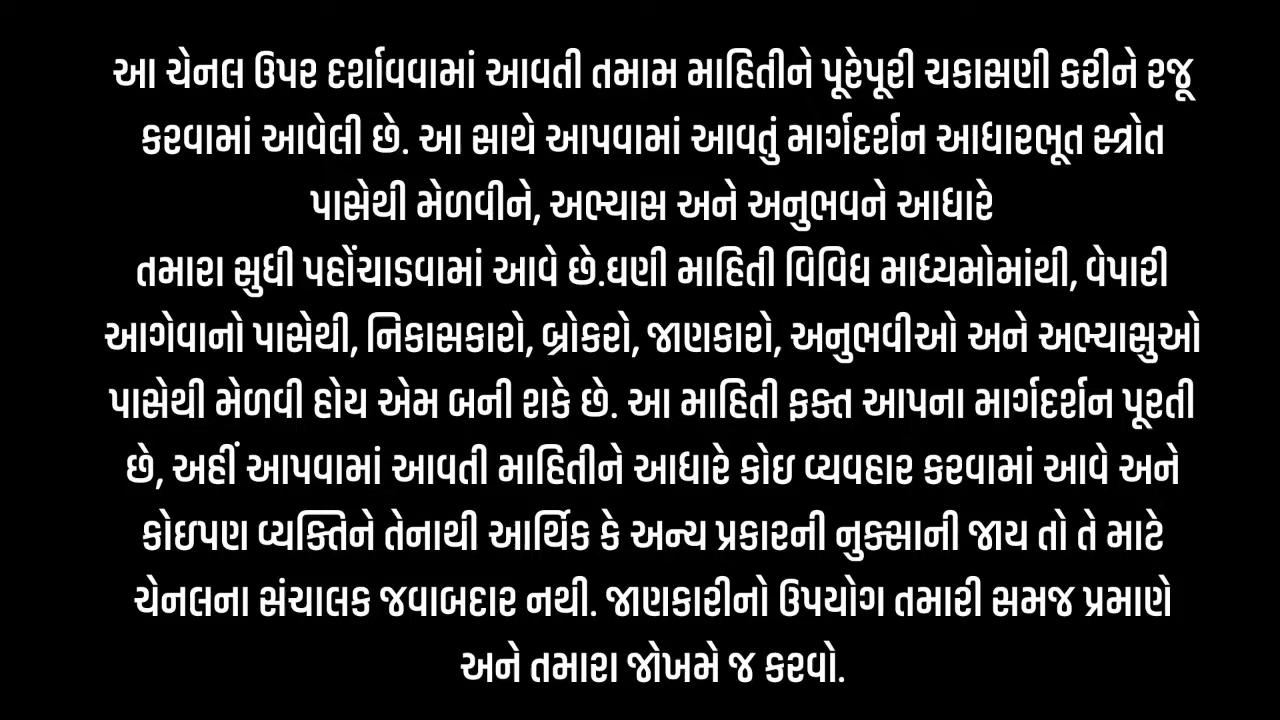 આ ચેનલ ઉપર દર્શાવવામાં આવતી તમામ માહિતીને પૂરેપૂરી ચકાસણી કરીને રજૂ
કરવામાં આવેલી છે. આ સાથે આપવામાં આવતું માર્ગદર્શન આધારભૂત સ્ત્રોત
પાસેથી મેળવીને, અભ્યાસ અને અનુભવને આધારે
તમારા સુધી પહોંચાડવામાં આવે છે.ઘણી માહિતી વિવિધ માધ્યમોમાંથી, વેપારી
આગેવાનો પાસેથી, નિકાસકારો, બ્રોકરો, જાણકારો, અનુભવીઓ અને અભ્યાસુઓ
પાસેથી મેળવી હોય એમ બની શકે છે. આ માહિતી ફક્ત આપના માર્ગદર્શન પૂરતી
છે, અહીં આપવામાં આવતી માહિતીને આધારે કોઇ વ્યવહાર કરવામાં આવે અને
કોઇપણ વ્યક્તિને તેનાથી આર્થિક કે અન્ય પ્રકારની નુક્સાની જાય તો તે માટે
ચેનલના સંચાલક જવાબદાર નથી. જાણકારીનો ઉપયોગ તમારી સમજ પ્રમાણે
અને તમારા જોખમે જ કરવો.